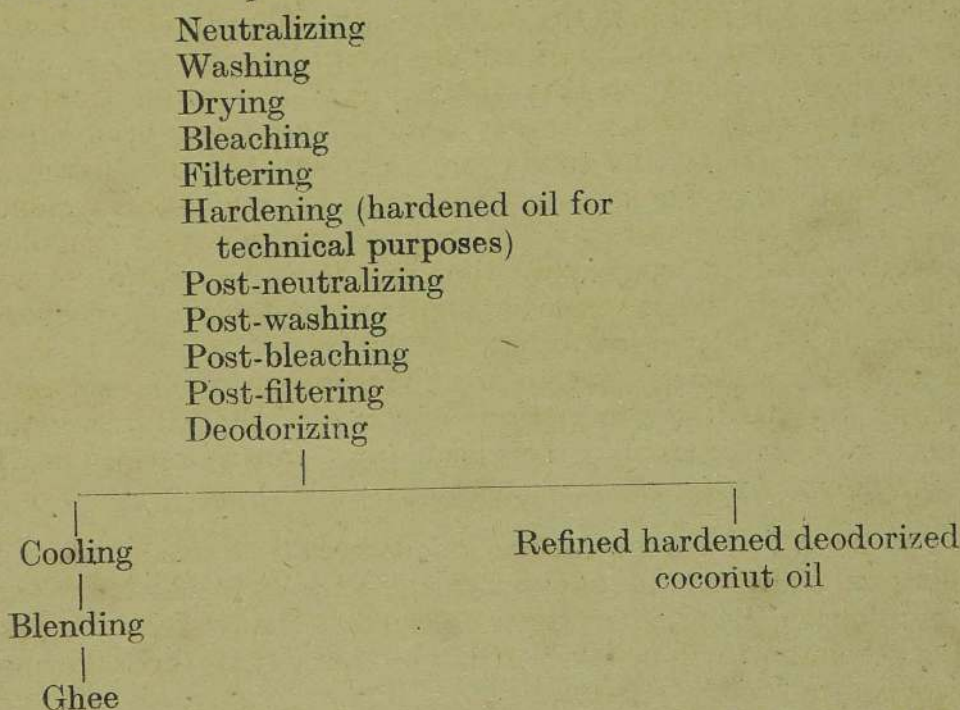 Neutralizing
Washing
Drying
Bleaching
Filtering
Hardening (hardened oil for
technical purposes)
Post-neutralizing
Post-washing
Post-bleaching
Post-filtering
Deodorizing
Cooling
Refined hardened deodorized
coconut oil
Blending
Ghee